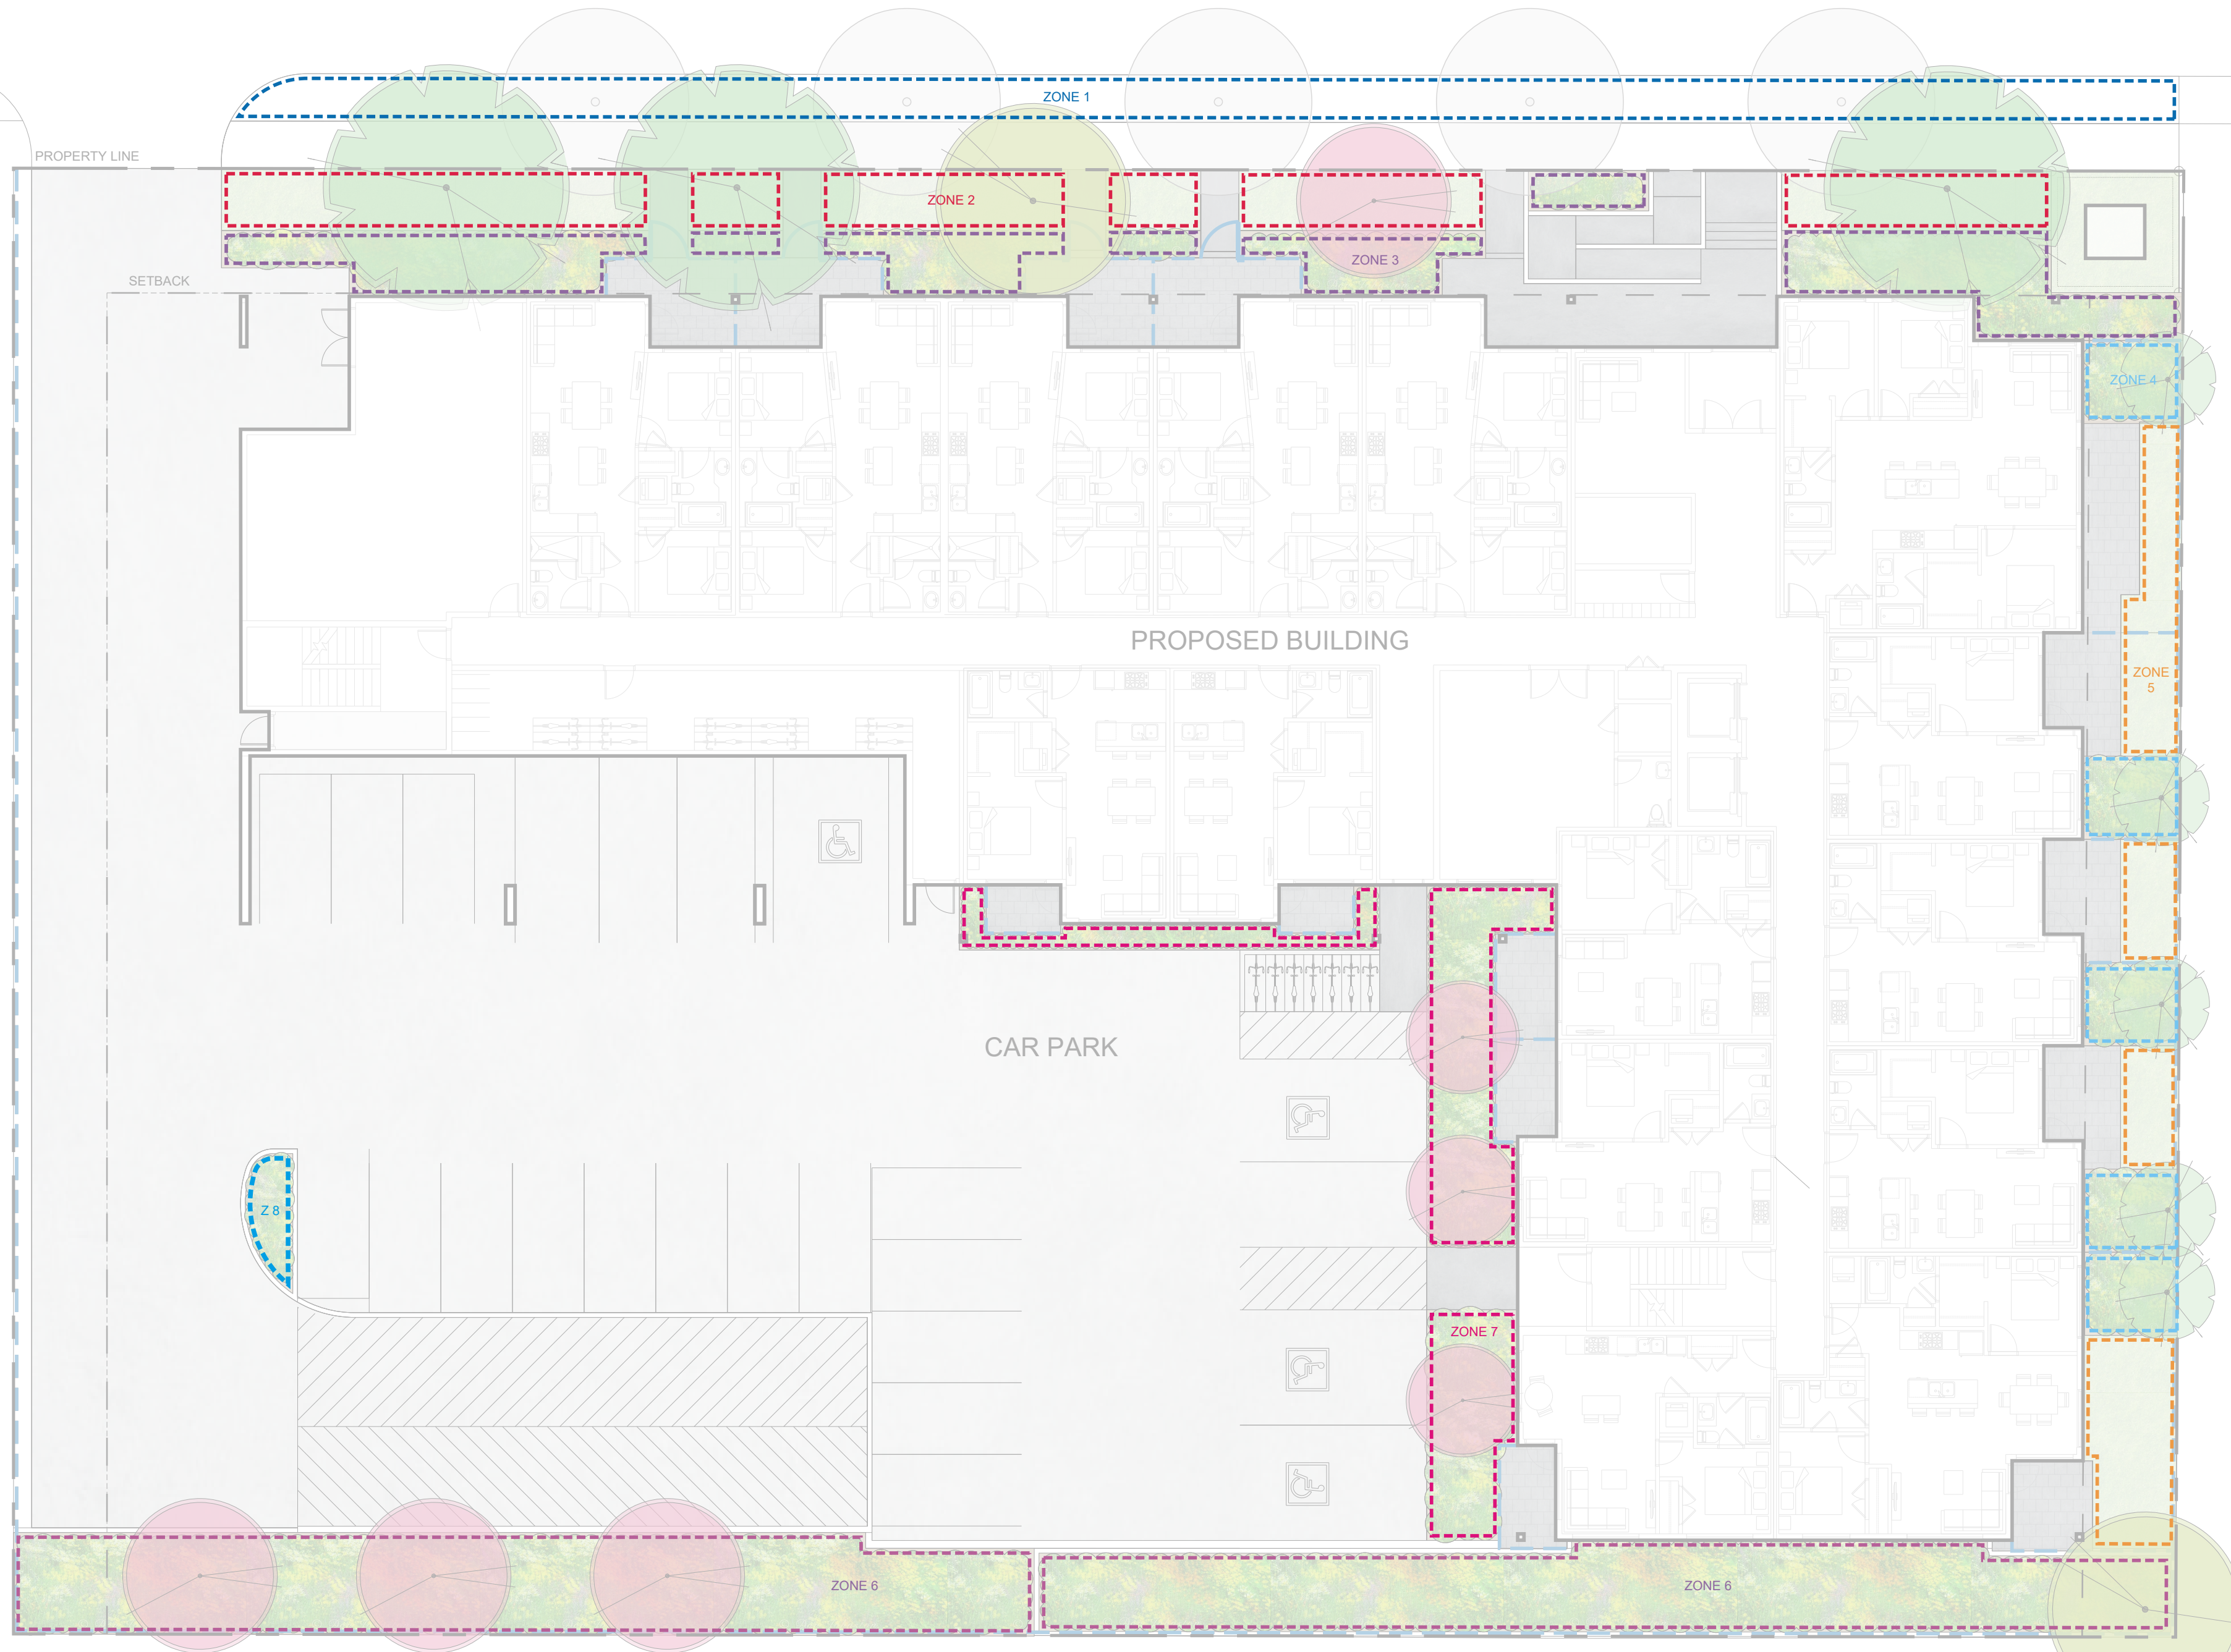 ZONE 1
PROPERTY LINE
ZONE 2
ZONE 3
SETBACK
ZONE 4
PROPOSED BUILDING
ZONE
5
CAR PARK
Z 8
ZONE 7
ZONE 6
ZONE 6